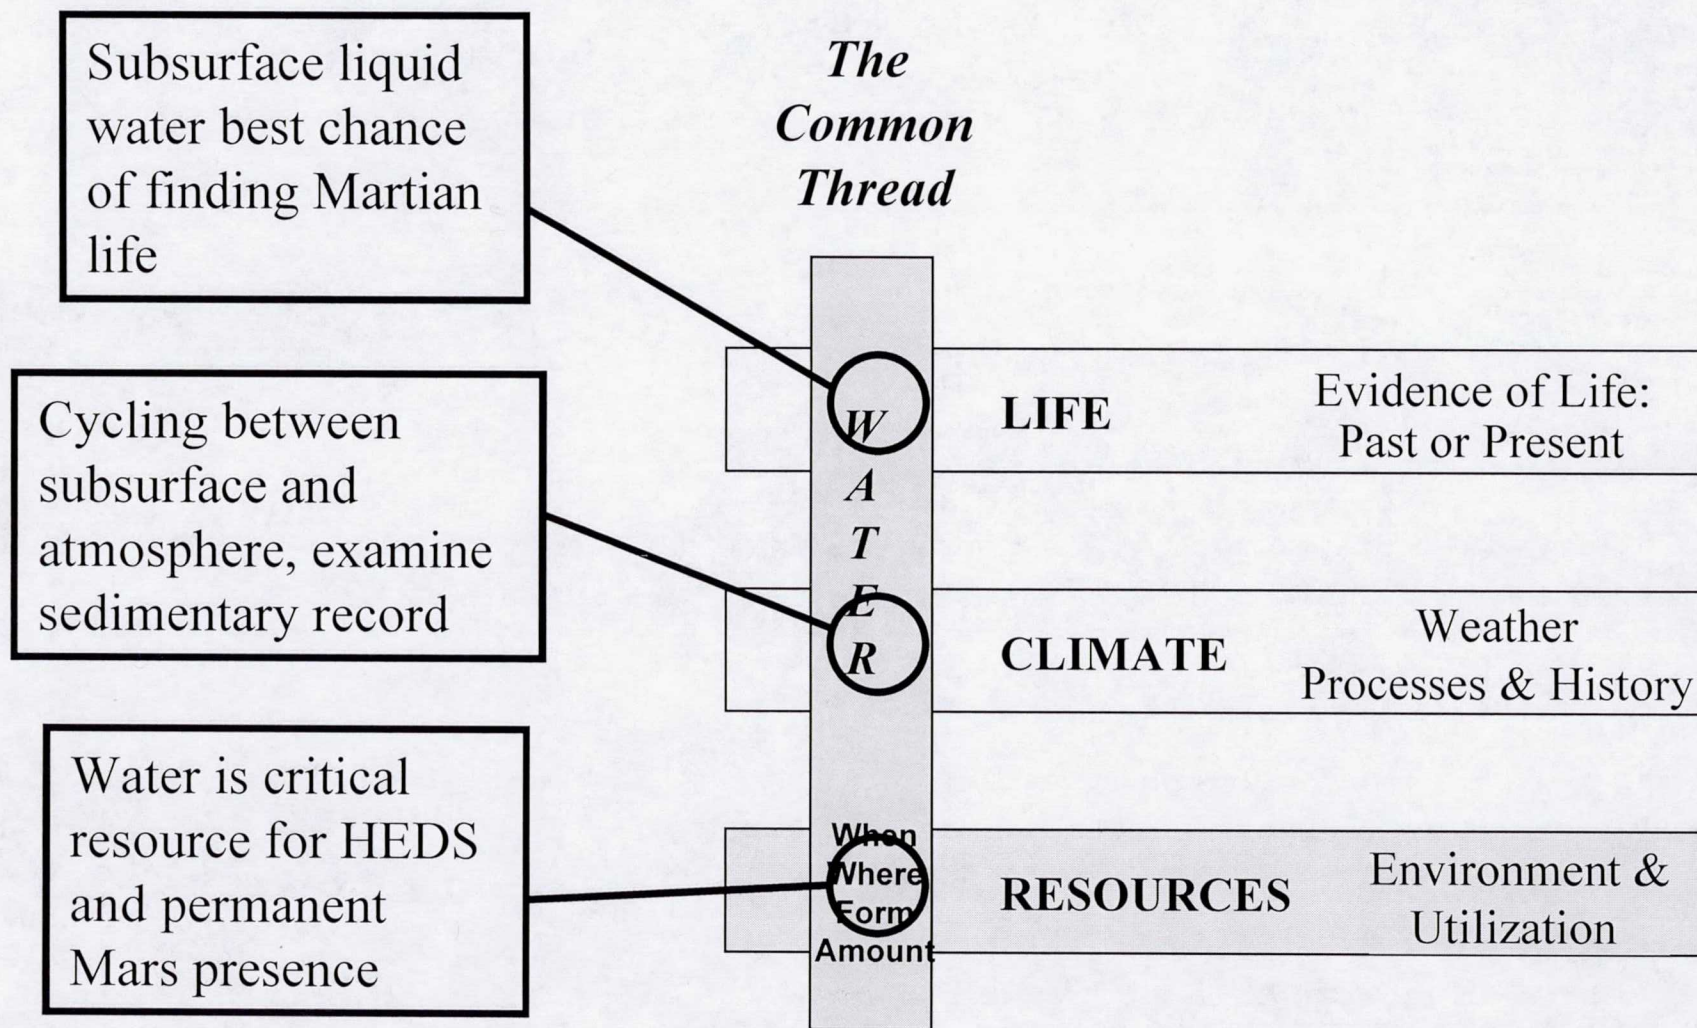 Subsurface liquid
water best chance
of finding Martian
life
Cycling between
subsurface and
atmosphere, examine
sedimentary record
Water is critical
resource for HEDS
and permanent
Mars presence
The
Common
Thread
W
A
T
E
R
When
Where
Form
Amount
LIFE
Evidence of Life:
Past or Present
CLIMATE
Weather
Processes & History
RESOURCES
Environment &
Utilization